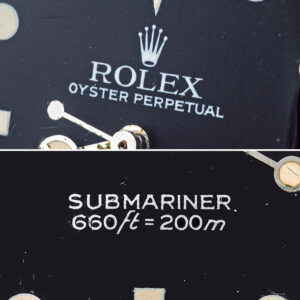 ROLEX
OYSTER PERPETUAL
SUBMARINER
660ft = 200m